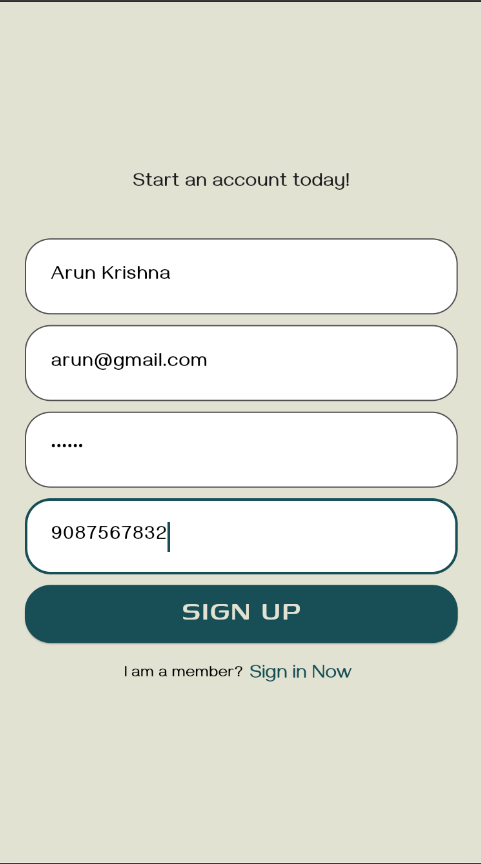 Start an account today!
Arun Krishna
arun@gmail.com
••••••
9087567832
SIGN UP
I am a member? Sign in Now